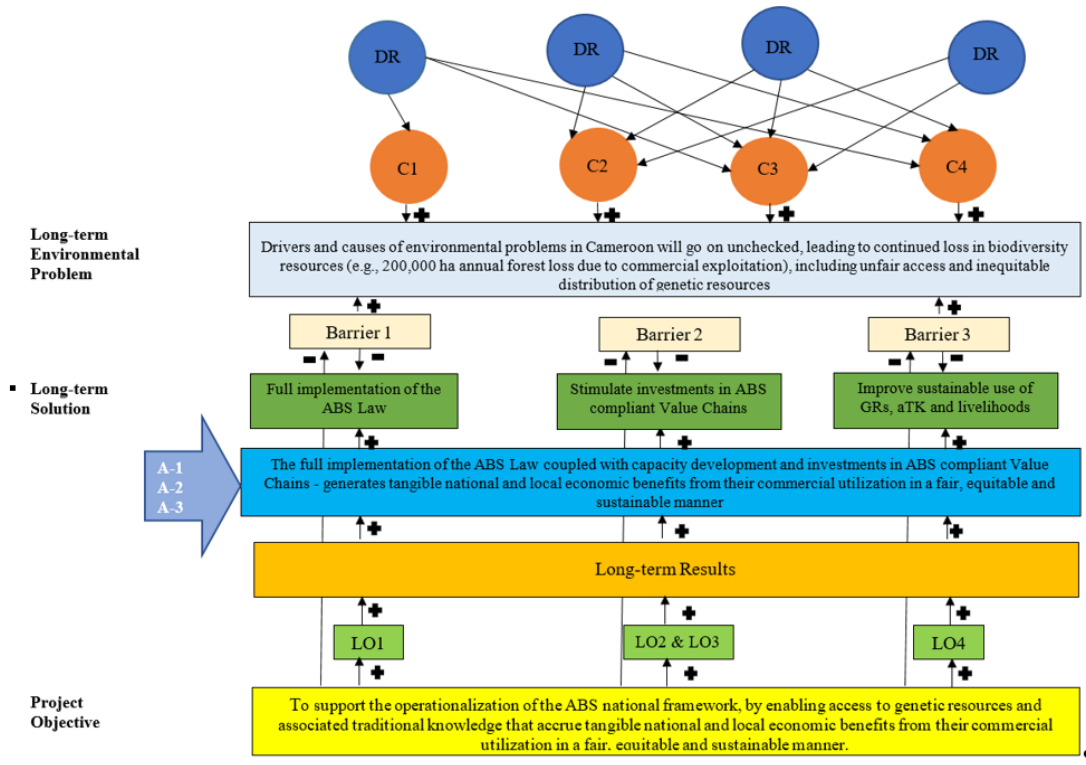 DR
DR
DR
DR
C1
C2
C3
C4
Long-term
Environmental
Problem
Drivers and causes of environmental problems in Cameroon will go on unchecked, leading to continued loss in biodiversity
resources (e.g., 200,000 ha annual forest loss due to commercial exploitation), including unfair access and inequitable
distribution of genetic resources
Barrier 1
Barrier 2
Barrier 3
Long-term
Solution
Full implementation of the
ABS Law
Stimulate investments in ABS
compliant Value Chains
Improve sustainable use of
GRs, aTK and livelihoods
A-1
A-2
A-3
The full implementation of the ABS Law coupled with capacity development and investments in ABS compliant Value
Chains - generates tangible national and local economic benefits from their commercial utilization in a fair, equitable and
sustainable manner
Long-term Results
LO1
LO2 & LO3
LO4
Project
Objective
To support the operationalization of the ABS national framework, by enabling access to genetic resources and
associated traditional knowledge that accrue tangible national and local economic benefits from their commercial
utilization in a fair, equitable and sustainable manner.